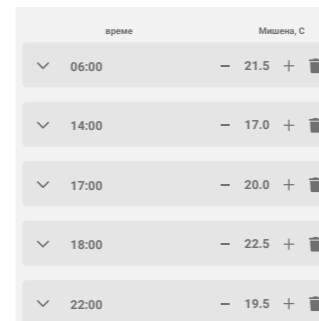 време Мишена, C
06:00 − 21.5 +
14:00 − 17.0 +
17:00 − 20.0 +
18:00 − 22.5 +
22:00 − 19.5 +